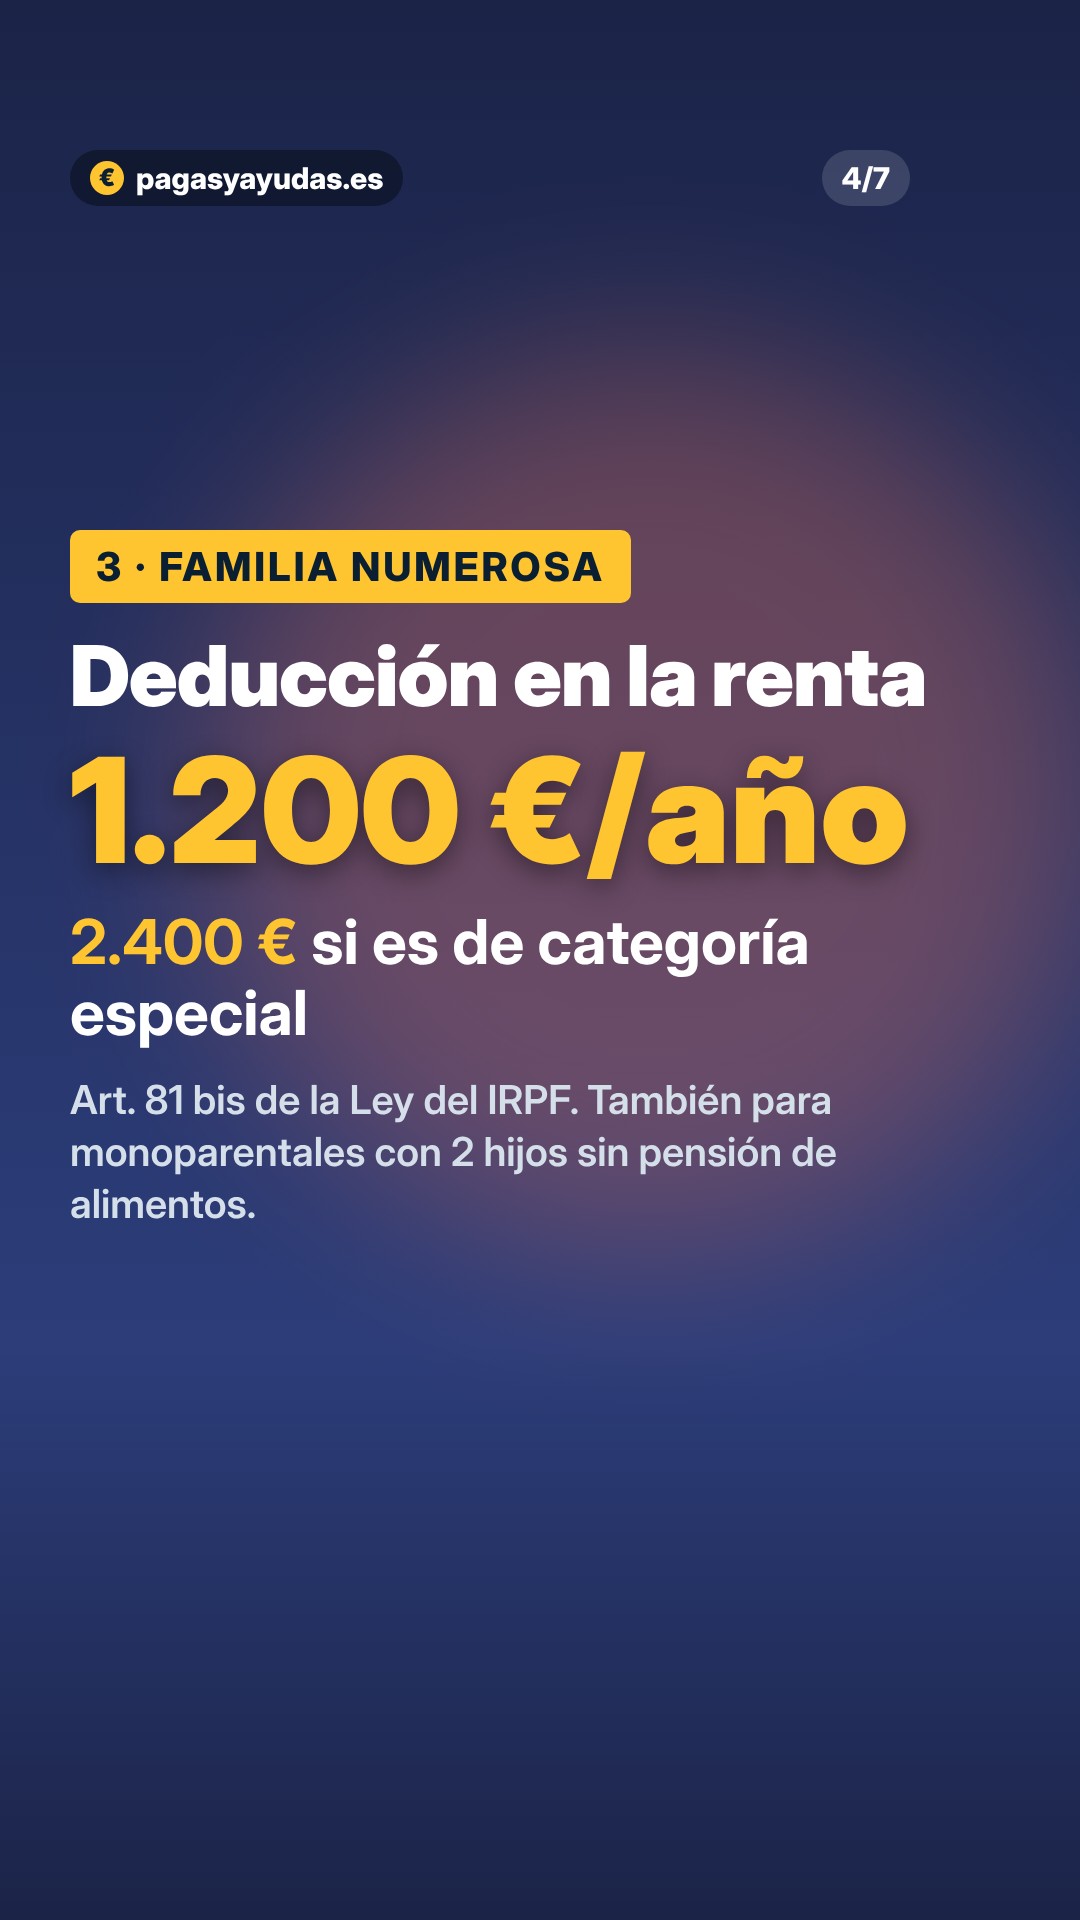 € pagasyayudas.es
4/7
3 · FAMILIA NUMEROSA
Deducción en la renta
1.200 €/año
2.400 € si es de categoría
especial
Art. 81 bis de la Ley del IRPF. También para
monoparentales con 2 hijos sin pensión de
alimentos.